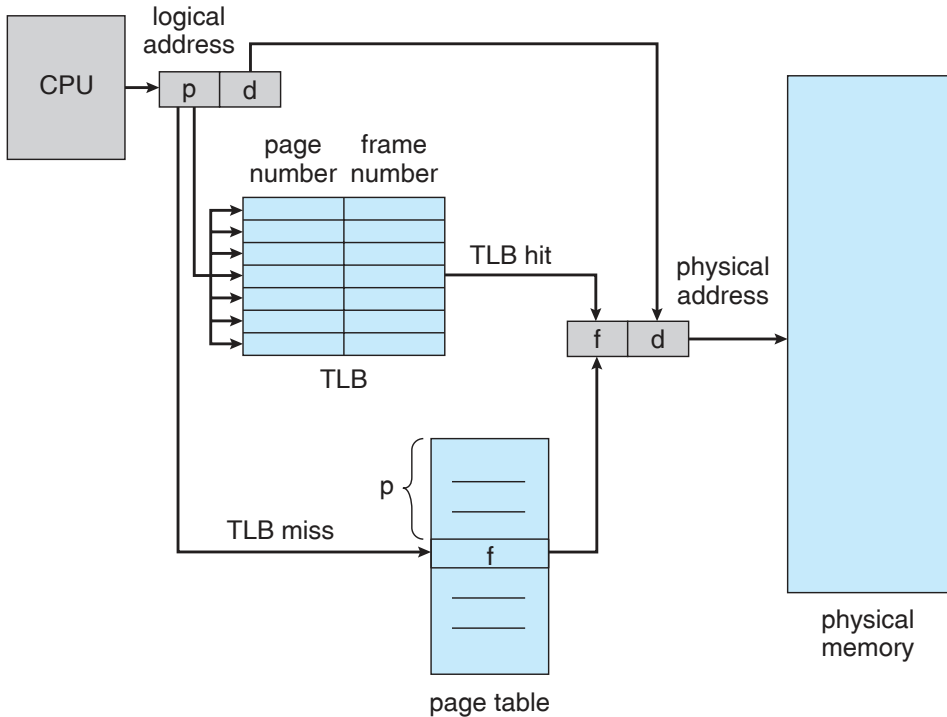 logical
address
CPU
p
d
page
number
frame
number
TLB hit
physical
address
f
d
TLB
p
TLB miss
f
physical
memory
page table